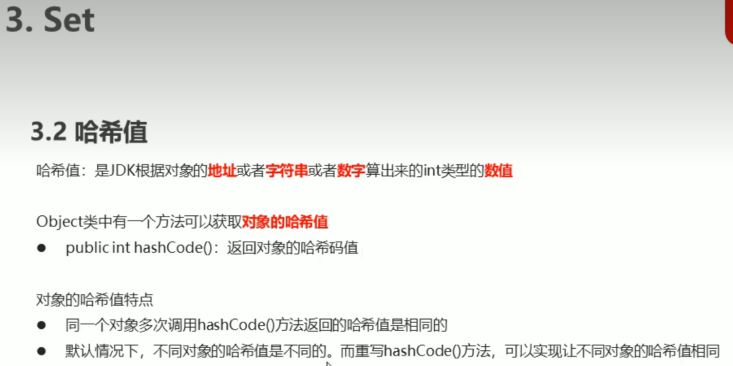 3. Set
3.2 哈希值
哈希值：是JDK根据对象的地址或者字符串或者数字算出来的int类型的数值
Object类中有一个方法可以获取对象的哈希值
● public int hashCode()：返回对象的哈希码值
对象的哈希值特点
● 同一个对象多次调用hashCode()方法返回的哈希值是相同的
● 默认情况下，不同对象的哈希值是不同的。而重写hashCode()方法，可以实现让不同对象的哈希值相同